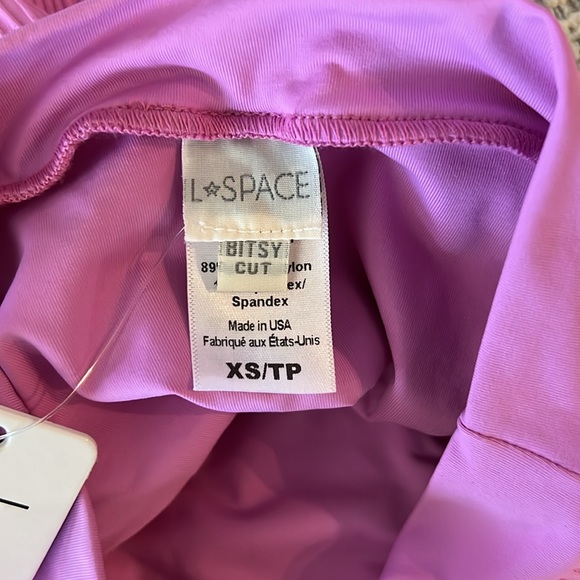 L☆SPACE
BITSY
CUT
Spandex
Made in USA
Fabriqué aux États-Unis
XS/TP